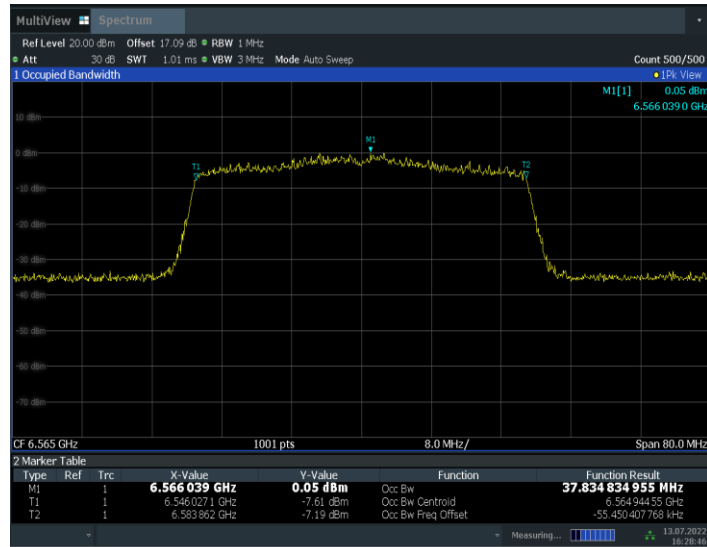 MultiView Spectrum
Ref Level 20.00 dBm Offset 17.09 dB RBW 1 MHz
Att 30 dB SWT 1.01 ms VBW 3 MHz Mode Auto Sweep Count 500/500
1 Occupied Bandwidth 1Pk View
M1[1] 0.05 dBm
6.566 039 0 GHz
10 dBm
M1
0 dBm
T1 T2
-10 dBm
-20 dBm
-30 dBm
-40 dBm
-50 dBm
-60 dBm
-70 dBm
CF 6.565 GHz 1001 pts 8.0 MHz/ Span 80.0 MHz
2 Marker Table
Type Ref Trc X-Value Y-Value Function Function Result
M1 1 6.566 039 GHz 0.05 dBm Occ Bw 37.834 834 955 MHz
T1 1 6.546 027 1 GHz -7.61 dBm Occ Bw Centroid 6.564 944 55 GHz
T2 1 6.583 862 GHz -7.19 dBm Occ Bw Freq Offset -55.450 407 768 kHz
Measuring... 13.07.2022
16:28:46